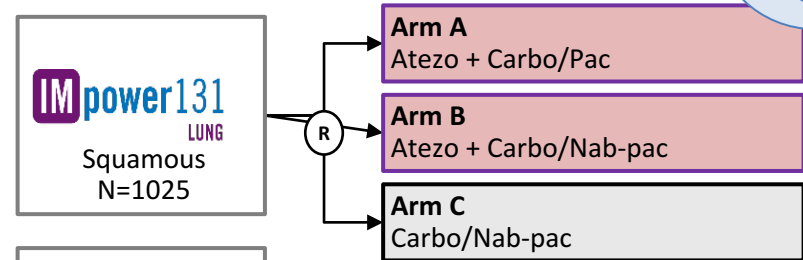 IMpower131
LUNG
Squamous
N=1025
R
Arm A
Atezo + Carbo/Pac
Arm B
Atezo + Carbo/Nab-pac
Arm C
Carbo/Nab-pac